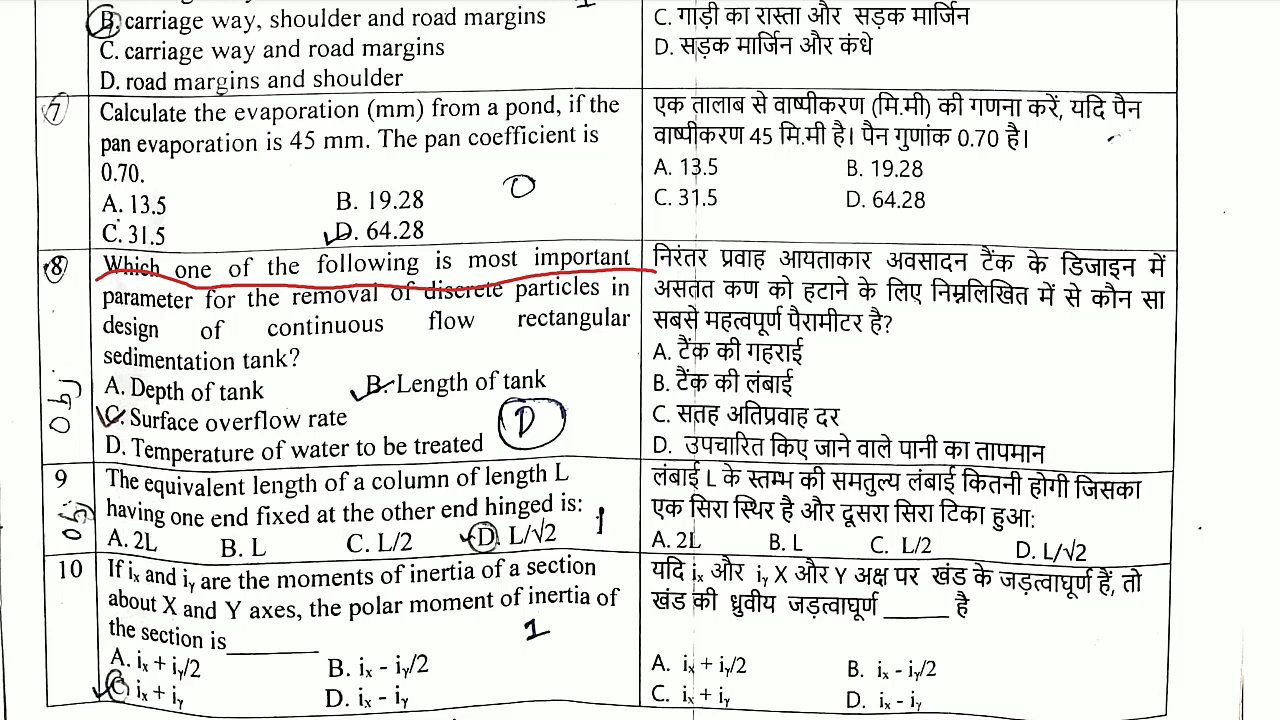 B. carriage way, shoulder and road margins
C. carriage way and road margins
D. road margins and shoulder
C. गाड़ी का रास्ता और सड़क मार्जिन
D. सड़क मार्जिन और कंधे
7
Calculate the evaporation (mm) from a pond, if the
pan evaporation is 45 mm. The pan coefficient is
0.70.
A. 13.5 B. 19.28
C. 31.5 D. 64.28
एक तालाब से वाष्पीकरण (मि.मी) की गणना करें, यदि पैन
वाष्पीकरण 45 मि.मी है। पैन गुणांक 0.70 है।
A. 13.5 B. 19.28
C. 31.5 D. 64.28
8
Which one of the following is most important
parameter for the removal of discrete particles in
design of continuous flow rectangular
sedimentation tank?
A. Depth of tank B. Length of tank
C. Surface overflow rate
D. Temperature of water to be treated
D
निरंतर प्रवाह आयताकार अवसादन टैंक के डिजाइन में
असतत कण को हटाने के लिए निम्नलिखित में से कौन सा
सबसे महत्वपूर्ण पैरामीटर है?
A. टैंक की गहराई
B. टैंक की लंबाई
C. सतह अतिप्रवाह दर
D. उपचारित किए जाने वाले पानी का तापमान
9
The equivalent length of a column of length L
having one end fixed at the other end hinged is:
1
A. 2L B. L C. L/2 D. L/√2
लंबाई L के स्तम्भ की समतुल्य लंबाई कितनी होगी जिसका
एक सिरा स्थिर है और दूसरा सिरा टिका हुआ:
A. 2L B. L C. L/2 D. L/√2
10
If iₓ and iᵧ are the moments of inertia of a section
about X and Y axes, the polar moment of inertia of
the section is________
1
A. iₓ + iᵧ/2 B. iₓ - iᵧ/2
C. iₓ + iᵧ D. iₓ - iᵧ
यदि iₓ और iᵧ X और Y अक्ष पर खंड के जड़त्वाघूर्ण हैं, तो
खंड की ध्रुवीय जड़त्वाघूर्ण ______ है
A. iₓ + iᵧ/2 B. iₓ - iᵧ/2
C. iₓ + iᵧ D. iₓ - iᵧ